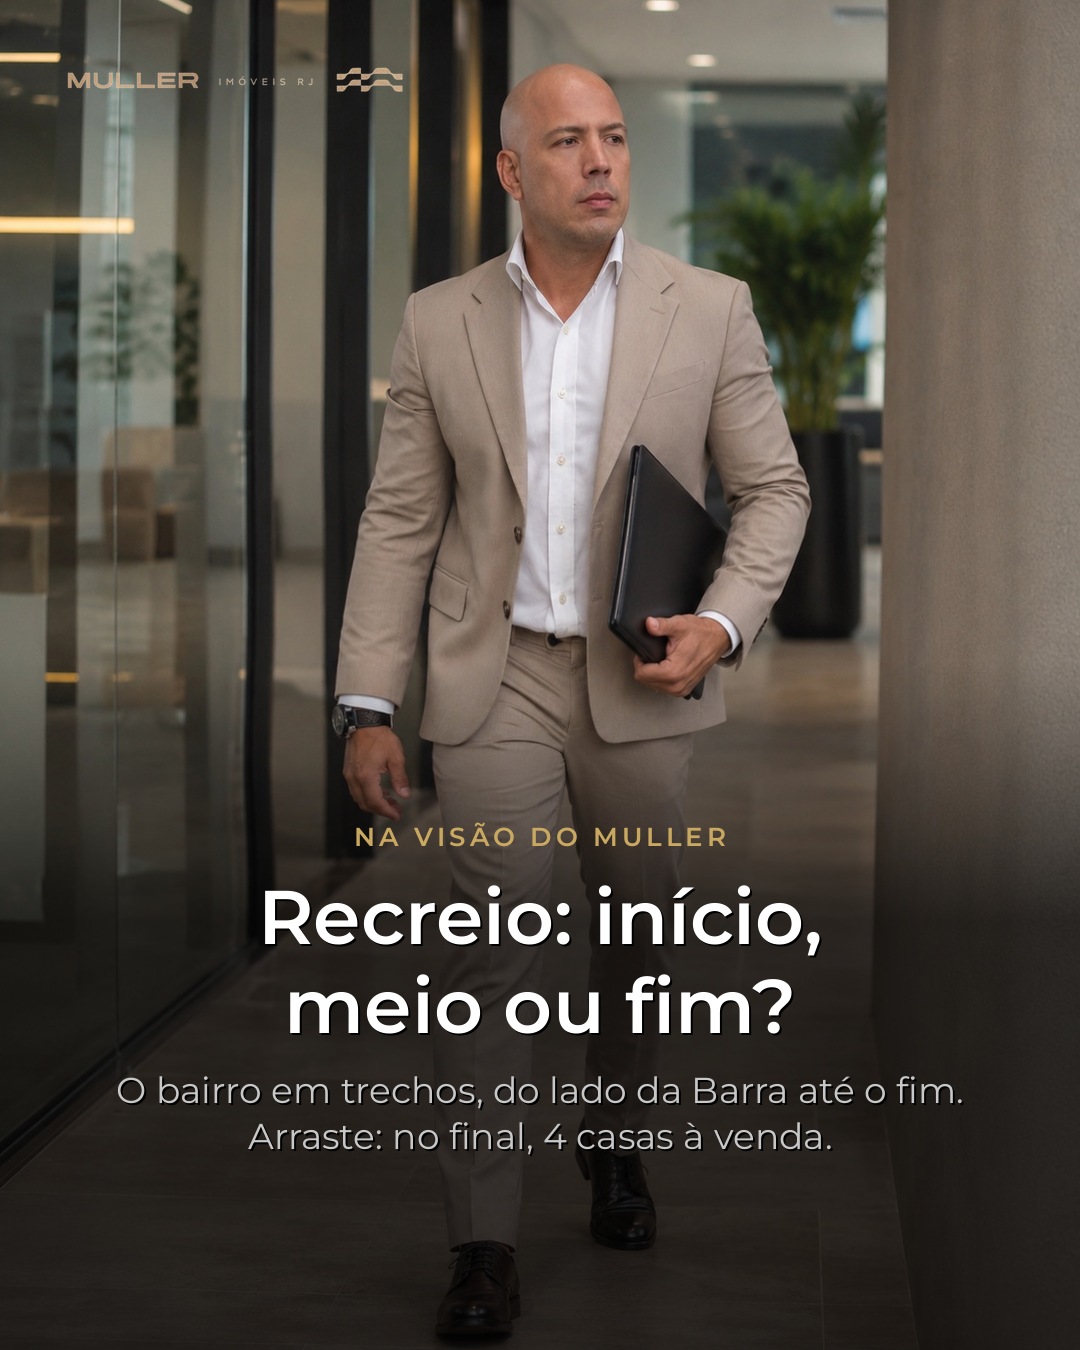 MULLER IMÓVEIS RJ
NA VISÃO DO MULLER
Recreio: início,
meio ou fim?
O bairro em trechos, do lado da Barra até o fim.
Arraste: no final, 4 casas à venda.